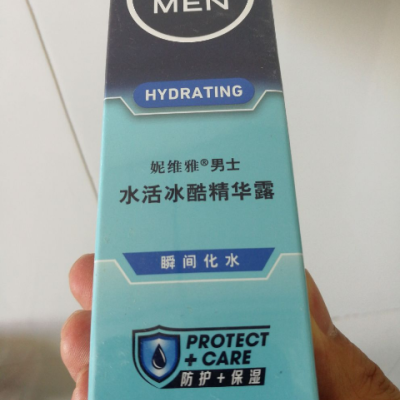 MEN
HYDRATING
妮维雅®男士
水活冰酷精华露
瞬间化水
PROTECT
+ CARE
防护+保湿